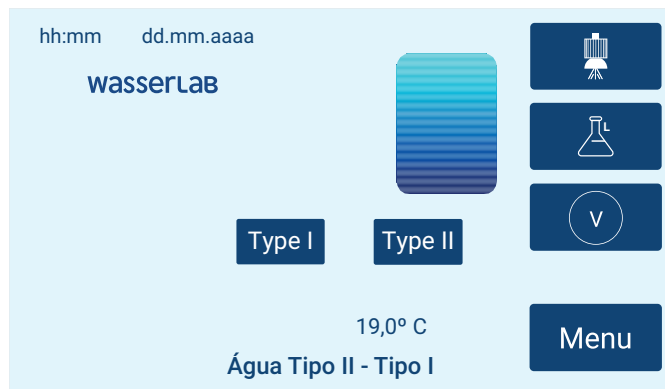 hh:mm dd.mm.aaaa
wasserLAB
L
V
Type I Type II
19,0º C
Menu
Água Tipo II - Tipo I